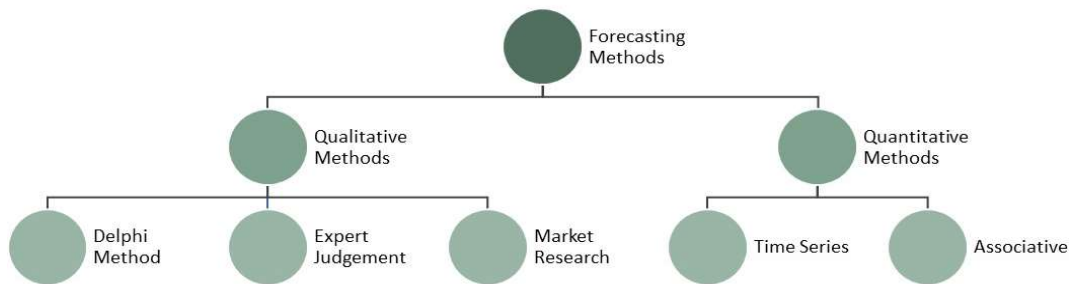 Forecasting
Methods
Qualitative
Methods
Quantitative
Methods
Delphi
Method
Expert
Judgement
Market
Research
Time Series
Associative